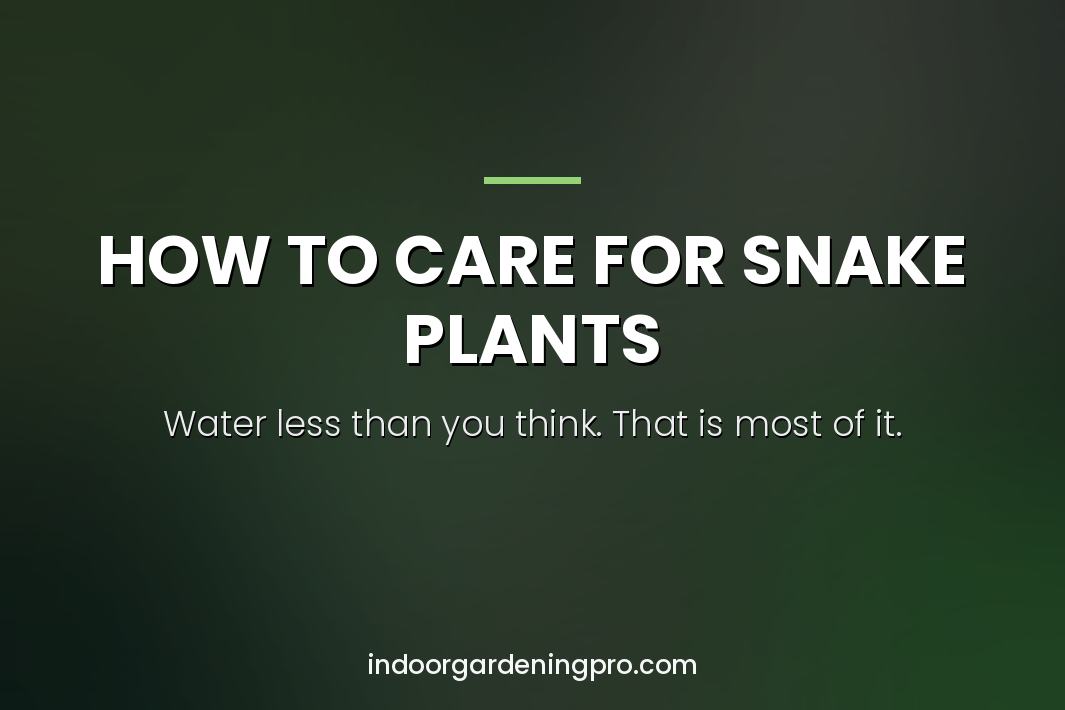 HOW TO CARE FOR SNAKE
PLANTS
Water less than you think. That is most of it.
indoorgardeningpro.com